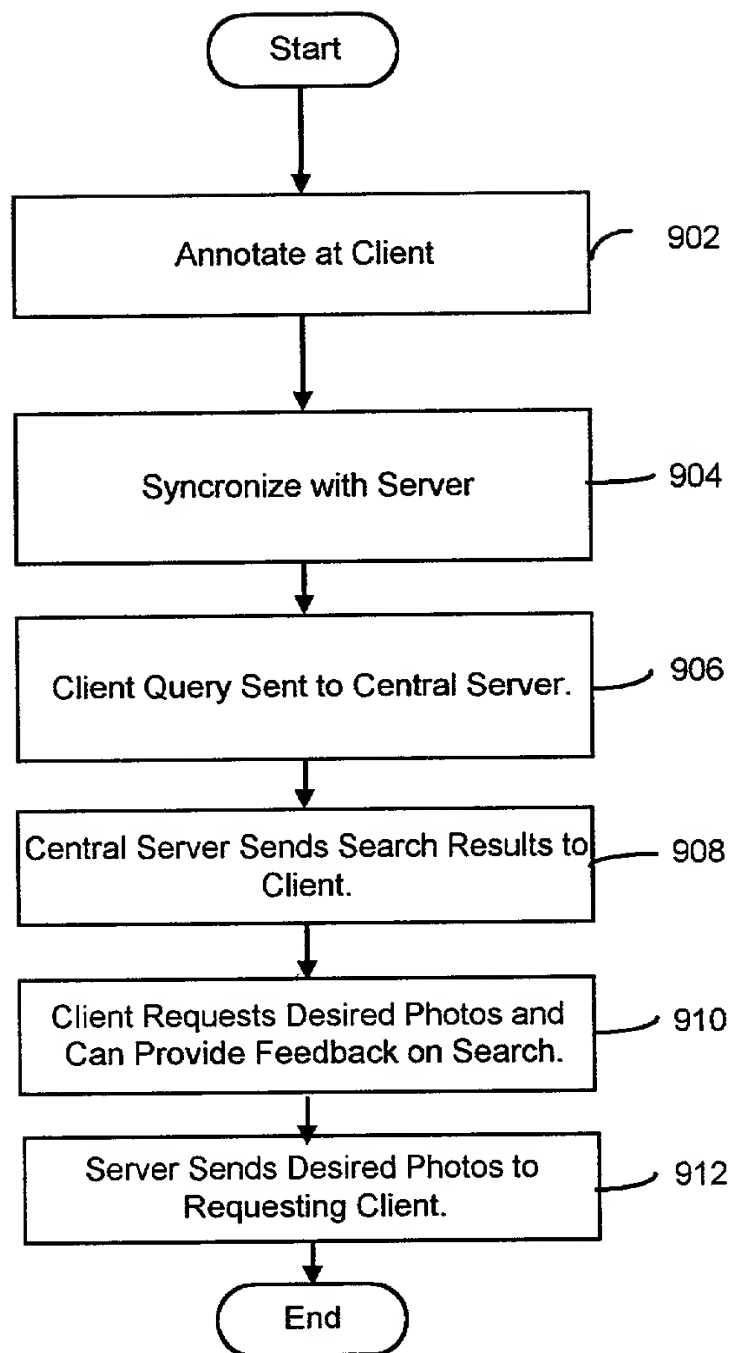 Start
Annotate at Client
902
Syncronize with Server
904
Client Query Sent to Central Server.
906
Central Server Sends Search Results to
Client.
908
Client Requests Desired Photos and
Can Provide Feedback on Search.
910
Server Sends Desired Photos to
Requesting Client.
912
End